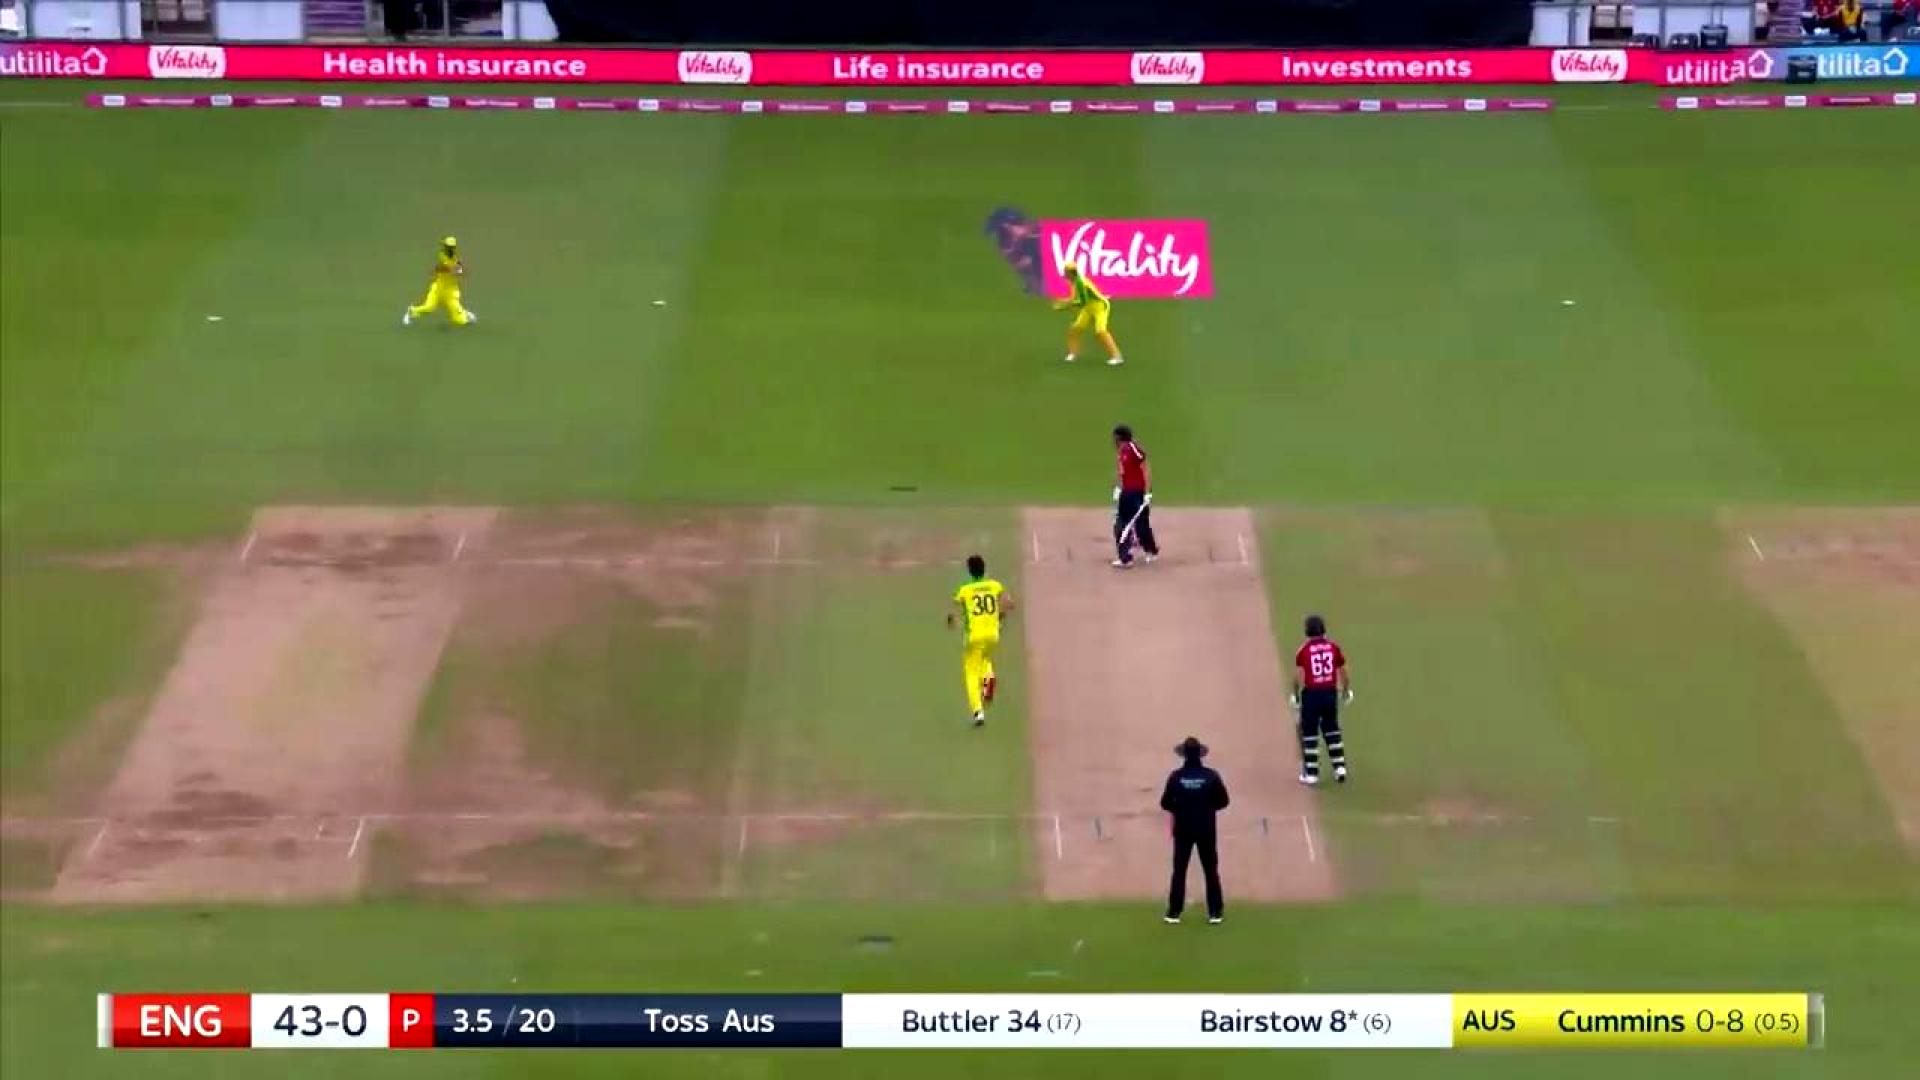 utilita Vitality Health insurance Vitality Life insurance Vitality Investments Vitality utilita utilita
Vitality
30
63
ENG 43-0 P 3.5 / 20 Toss Aus Buttler 34 (17) Bairstow 8* (6) AUS Cummins 0-8 (0.5)